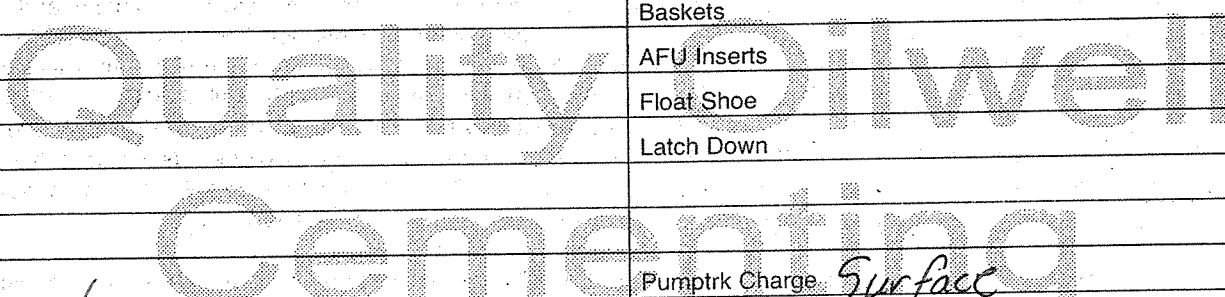 Baskets
AFU Inserts
Quality Oilwell
Float Shoe
Latch Down
Cementing
Pumptrk Charge Surface